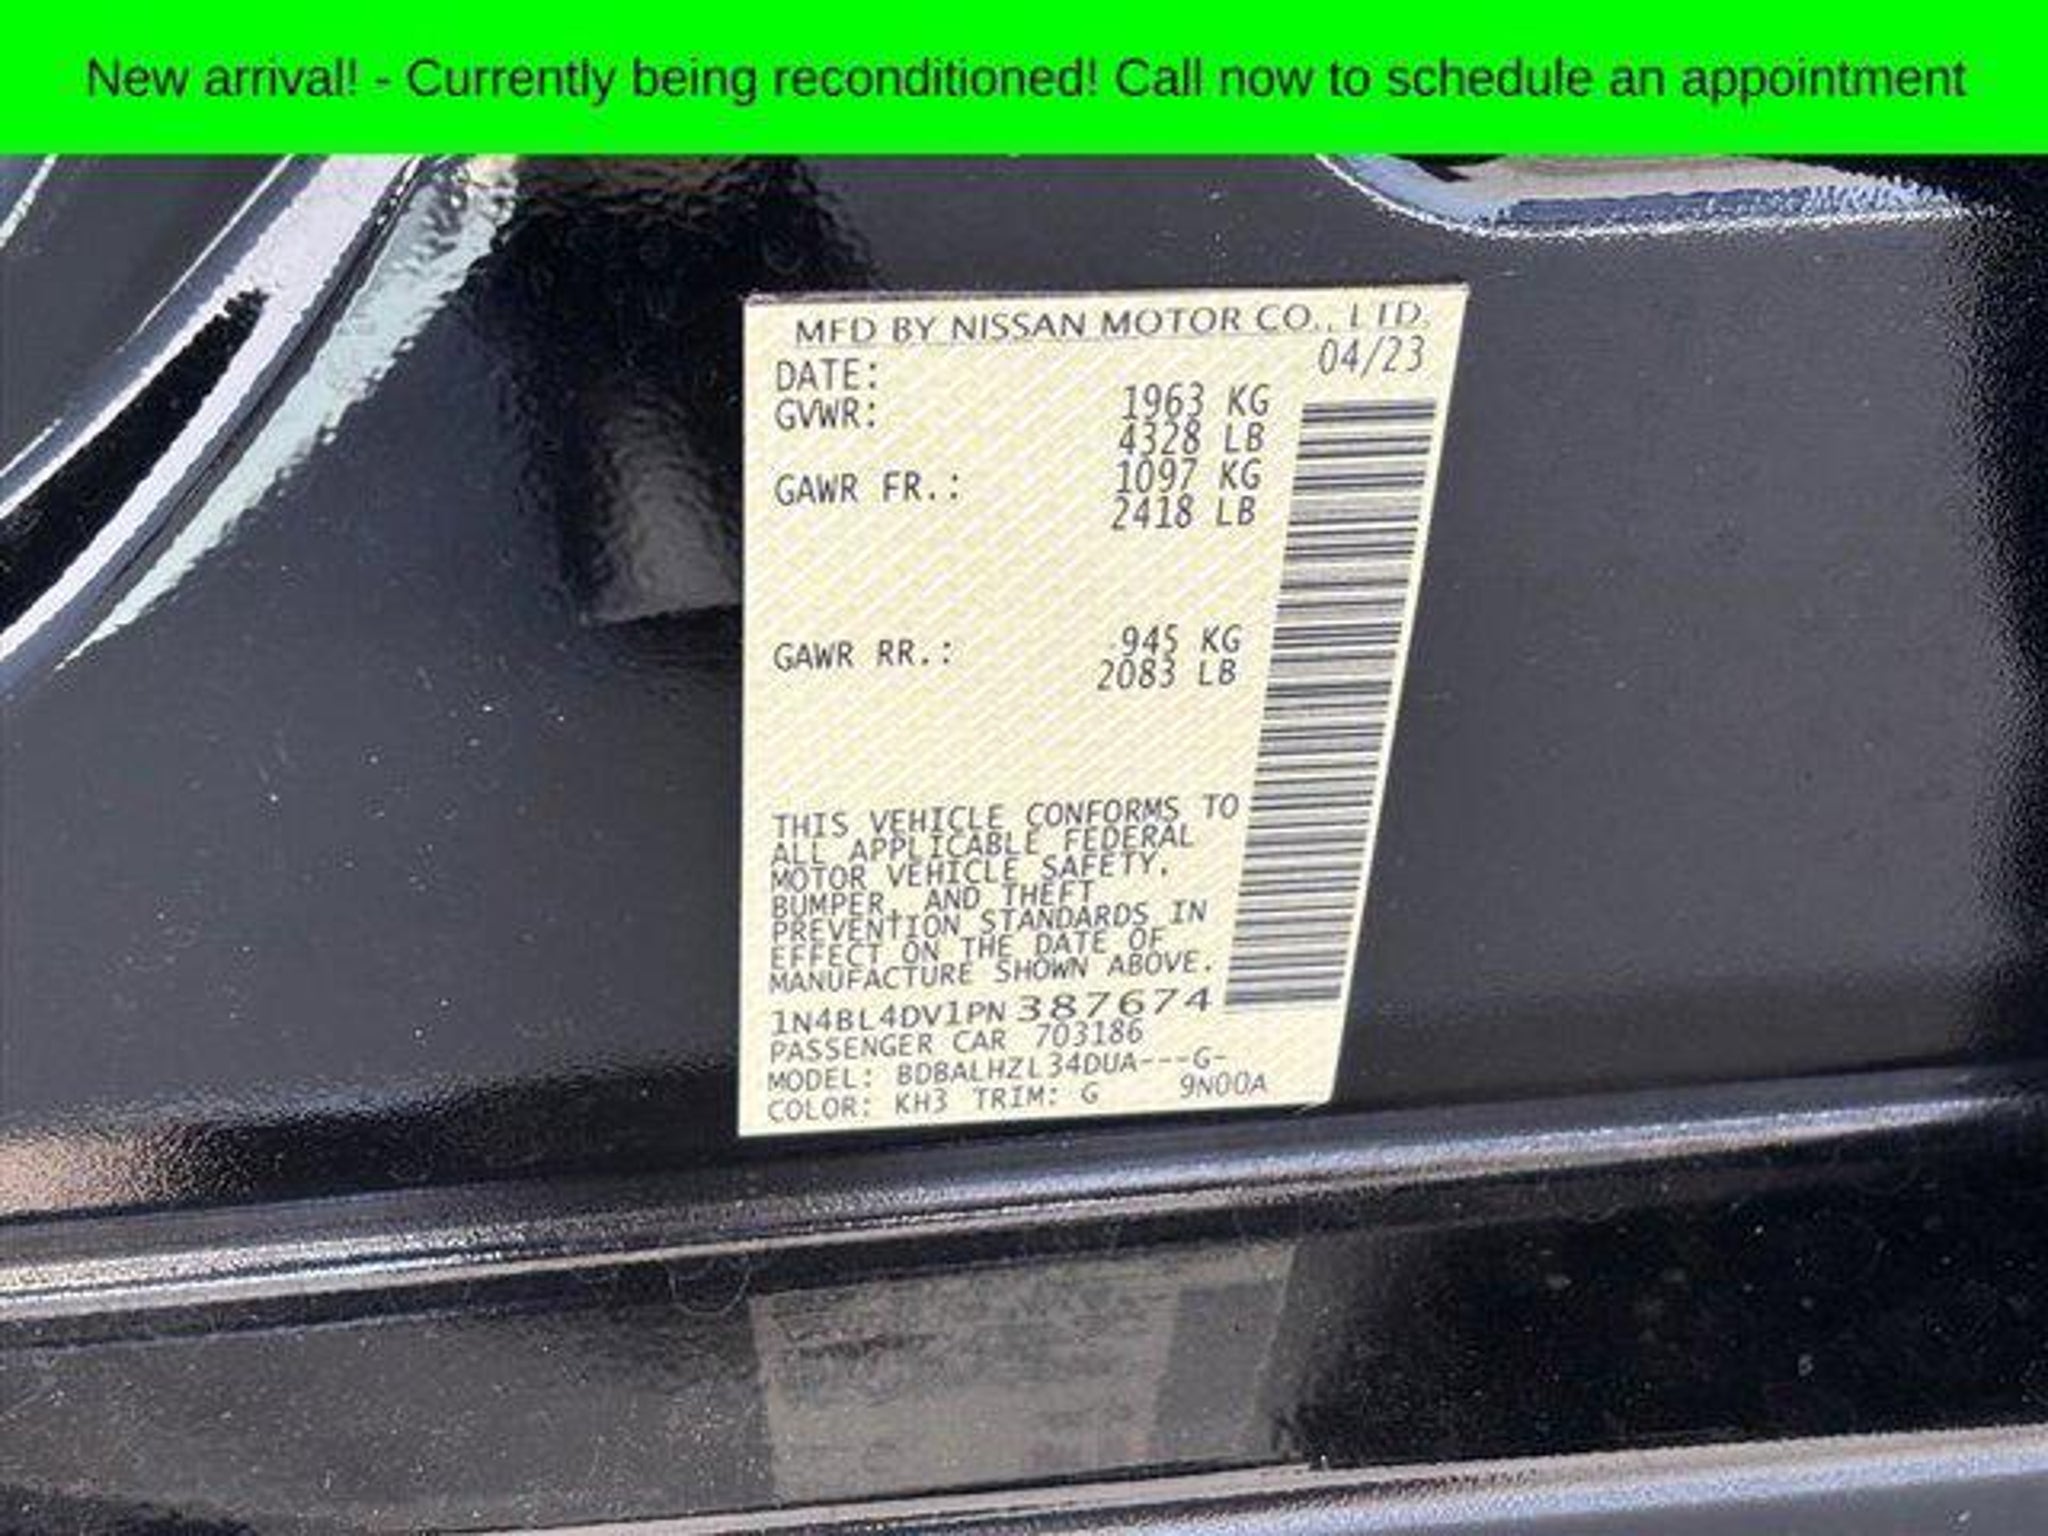 New arrival! - Currently being reconditioned! Call now to schedule an appointment
MFD BY NISSAN MOTOR CO., LTD.
DATE: 04/23
GVWR: 1963 KG
4328 LB
GAWR FR.: 1097 KG
2418 LB
GAWR RR.: 945 KG
2083 LB
THIS VEHICLE CONFORMS TO
ALL APPLICABLE FEDERAL
MOTOR VEHICLE SAFETY,
BUMPER, AND THEFT
PREVENTION STANDARDS IN
EFFECT ON THE DATE OF
MANUFACTURE SHOWN ABOVE.
1N4BL4DV1PN387674
PASSENGER CAR 703186
MODEL: BDBALHZL34DUA---G-
COLOR: KH3 TRIM: G 9N00A